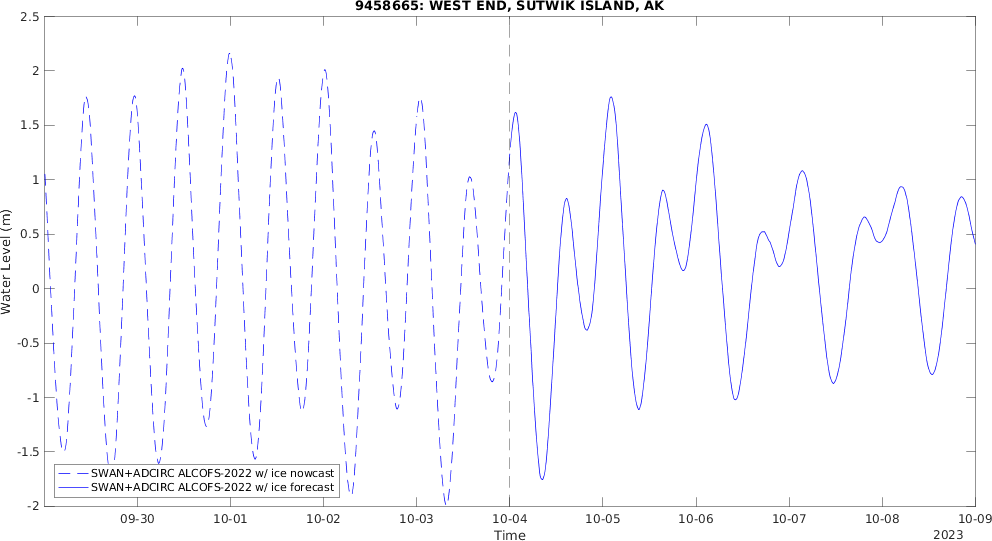 9458665: WEST END, SUTWIK ISLAND, AK
2.5
2
1.5
1
0.5
0
-0.5
-1
-1.5
-2
Water Level (m)
SWAN+ADCIRC ALCOFS-2022 w/ ice nowcast
SWAN+ADCIRC ALCOFS-2022 w/ ice forecast
09-30 10-01 10-02 10-03 10-04 10-05 10-06 10-07 10-08 10-09
Time
2023